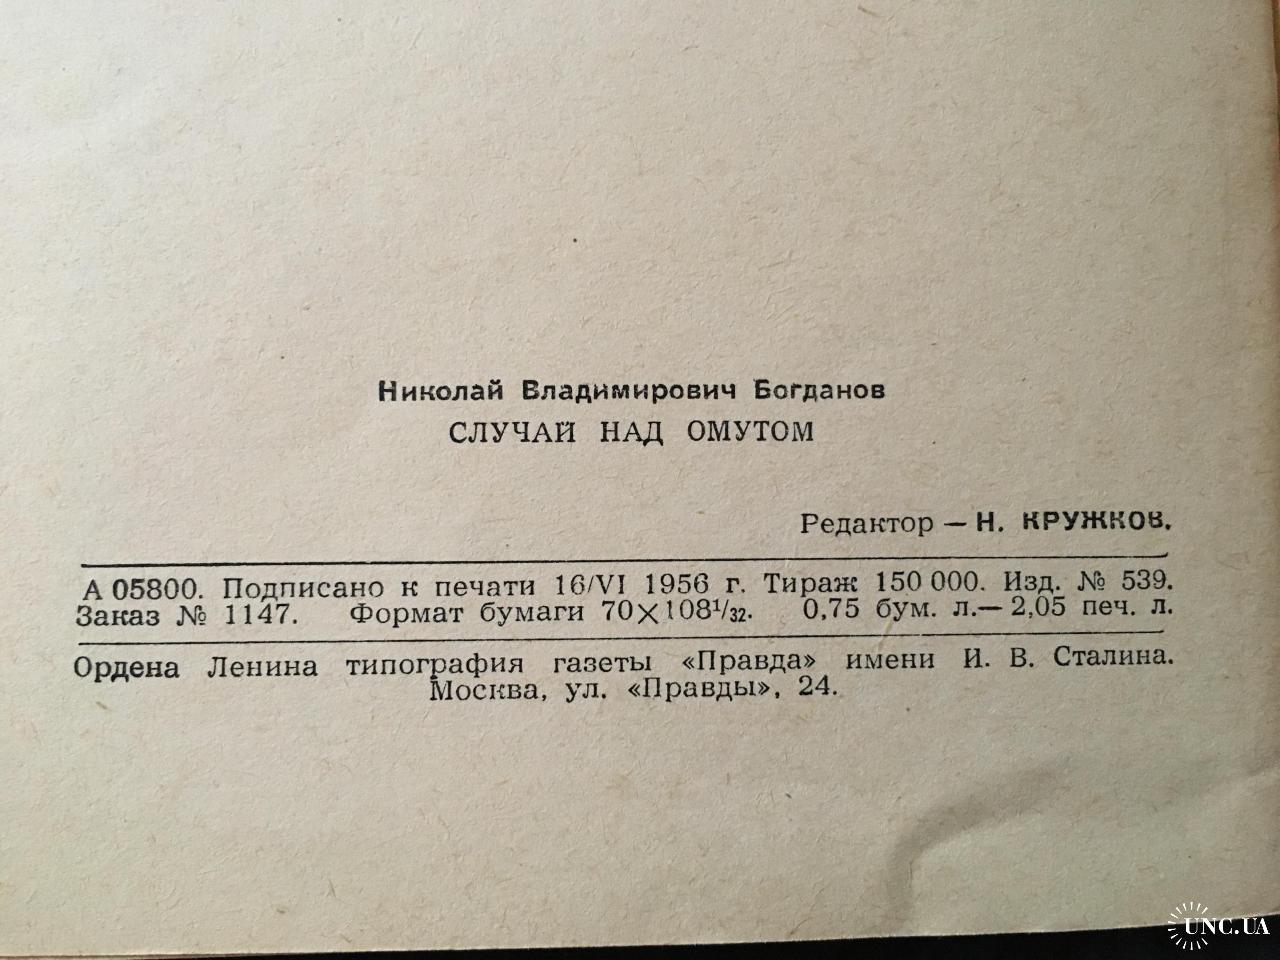 Николай Владимирович Богданов
СЛУЧАЙ НАД ОМУТОМ
Редактор — Н. КРУЖКОВ.
А 05800. Подписано к печати 16/VI 1956 г. Тираж 150 000. Изд. № 539.
Заказ № 1147. Формат бумаги 70×108¹/₃₂. 0,75 бум. л.— 2,05 печ. л.
Ордена Ленина типография газеты «Правда» имени И. В. Сталина.
Москва, ул. «Правды», 24.
UNC.UA